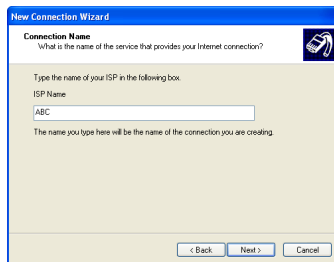 New Connection Wizard
Connection Name
What is the name of the service that provides your Internet connection?
Type the name of your ISP in the following box.
ISP Name
ABC
The name you type here will be the name of the connection you are creating.
< Back
Next >
Cancel